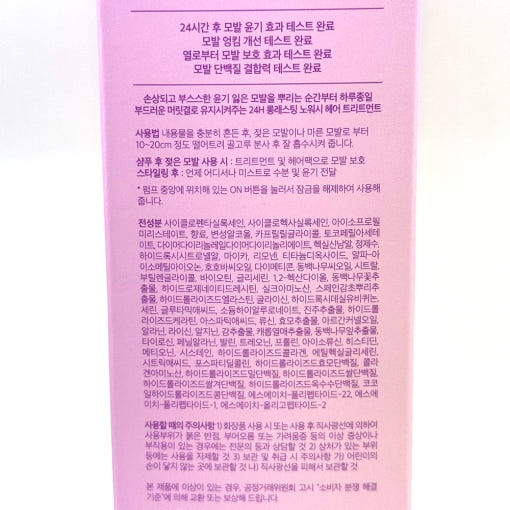 24시간 후 모발 윤기 효과 테스트 완료
모발 엉킴 개선 테스트 완료
열로부터 모발 보호 효과 테스트 완료
모발 단백질 결합력 테스트 완료
손상되고 부스스한 윤기 잃은 모발을 뿌리는 순간부터 하루종일
부드러운 머릿결로 유지시켜주는 24H 롱래스팅 노워시 헤어 트리트먼트
사용법 내용물을 충분히 흔든 후, 젖은 모발이나 마른 모발로 부터
10~20cm 정도 떨어트려 골고루 분사 후 잘 흡수시켜 줍니다.
샴푸 후 젖은 모발 사용 시 : 트리트먼트 및 헤어팩으로 모발 보호
스타일링 후 : 언제 어디서나 미스트로 수분 및 윤기 전달
* 펌프 중앙에 위치해 있는 ON 버튼을 눌러서 잠금을 해제하여 사용해
줍니다.
전성분 사이클로펜타실록세인, 사이클로헥사실록세인, 아이소프로필
미리스테이트, 향료, 변성알코올, 카프릴릴글라이콜, 토코페릴아세테
이트, 다이머다이리놀레일다이머다이리놀리에이트, 헥실신남알, 정제수,
하이드록시시트로넬알, 마이카, 리모넨, 티타늄디옥사이드, 알파-아
이소메틸아이오논, 호호바씨오일, 다이메티콘, 동백나무씨오일, 시트랄,
부틸렌글라이콜, 바이오틴, 글리세린, 1,2-헥산다이올, 동백나무꽃추
출물, 하이드로제네이티드레시틴, 실크아미노산, 스페인감초뿌리추
출물, 하이드롤라이즈드엘라스틴, 글라이신, 하이드록시데실유비퀴논,
세린, 글루타믹애씨드, 소듐하이알루로네이트, 진주추출물, 하이드롤
라이즈드케라틴, 아스파틱애씨드, 류신, 효모추출물, 아르간커넬오일,
알라닌, 라이신, 알지닌, 감추출물, 캐롭열매추출물, 동백나무잎추출물,
타이로신, 페닐알라닌, 발린, 트레오닌, 프롤린, 아이소류신, 히스티딘,
메티오닌, 시스테인, 하이드롤라이즈드콜라겐, 에틸헥실글리세린,
시트릭애씨드, 포스파티딜콜린, 하이드롤라이즈드효모단백질, 콜라
겐아미노산, 하이드롤라이즈드밀단백질, 하이드롤라이즈드쌀단백질,
하이드롤라이즈드쌀겨단백질, 하이드롤라이즈드옥수수단백질, 코코
일하이드롤라이즈드콩단백질, 에스에이치-폴리펩타이드-22, 에스에
이치-폴리펩타이드-1, 에스에이치-올리고펩타이드-2
사용할 때의 주의사항 1) 화장품 사용 시 또는 사용 후 직사광선에 의하여
사용부위가 붉은 반점, 부어오름 또는 가려움증 등의 이상 증상이나
부작용이 있는 경우에는 전문의 등과 상담할 것 2) 상처가 있는 부위
등에는 사용을 자제할 것 3) 보관 및 취급 시 주의사항 가) 어린이의
손이 닿지 않는 곳에 보관할 것 나) 직사광선을 피해서 보관할 것
본 제품에 이상이 있는 경우, 공정거래위원회 고시 "소비자 분쟁 해결
기준"에 의해 교환 또는 보상해 드립니다.